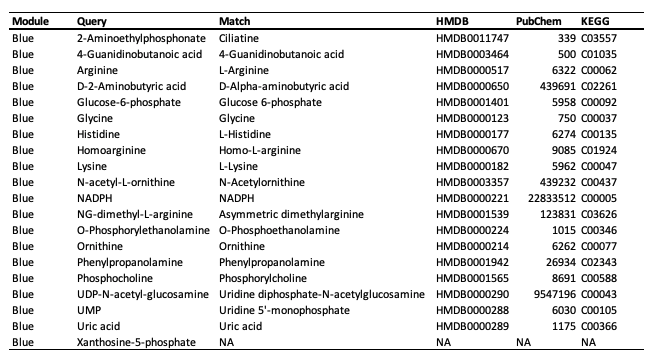 Module Query Match HMDB PubChem KEGG
Blue 2-Aminoethylphosphonate Ciliatine HMDB0011747 339 C03557
Blue 4-Guanidinobutanoic acid 4-Guanidinobutanoic acid HMDB0003464 500 C01035
Blue Arginine L-Arginine HMDB0000517 6322 C00062
Blue D-2-Aminobutyric acid D-Alpha-aminobutyric acid HMDB0000650 439691 C02261
Blue Glucose-6-phosphate Glucose 6-phosphate HMDB0001401 5958 C00092
Blue Glycine Glycine HMDB0000123 750 C00037
Blue Histidine L-Histidine HMDB0000177 6274 C00135
Blue Homoarginine Homo-L-arginine HMDB0000670 9085 C01924
Blue Lysine L-Lysine HMDB0000182 5962 C00047
Blue N-acetyl-L-ornithine N-Acetylornithine HMDB0003357 439232 C00437
Blue NADPH NADPH HMDB0000221 22833512 C00005
Blue NG-dimethyl-L-arginine Asymmetric dimethylarginine HMDB0001539 123831 C03626
Blue O-Phosphorylethanolamine O-Phosphoethanolamine HMDB0000224 1015 C00346
Blue Ornithine Ornithine HMDB0000214 6262 C00077
Blue Phenylpropanolamine Phenylpropanolamine HMDB0001942 26934 C02343
Blue Phosphocholine Phosphorylcholine HMDB0001565 8691 C00588
Blue UDP-N-acetyl-glucosamine Uridine diphosphate-N-acetylglucosamine HMDB0000290 9547196 C00043
Blue UMP Uridine 5'-monophosphate HMDB0000288 6030 C00105
Blue Uric acid Uric acid HMDB0000289 1175 C00366
Blue Xanthosine-5-phosphate NA NA NA NA